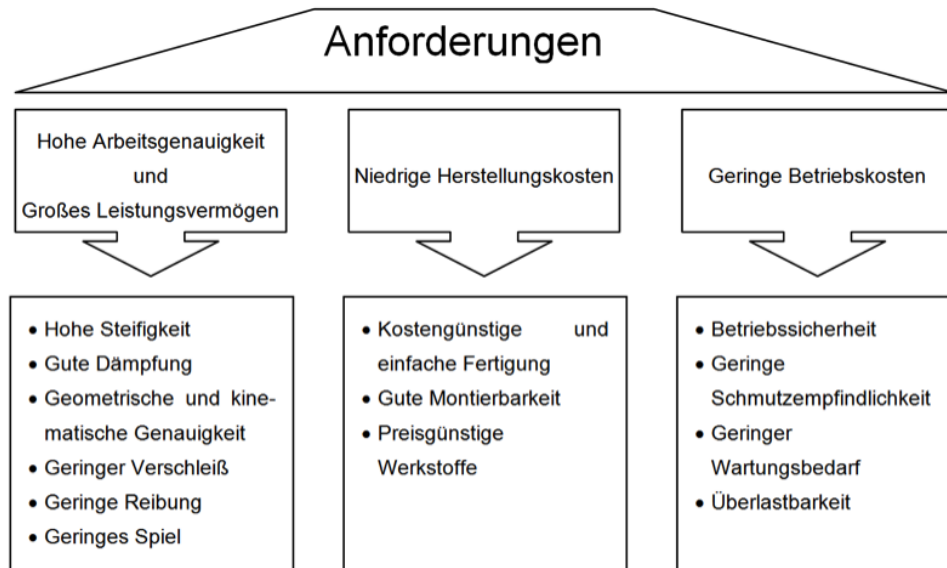 Anforderungen
Hohe Arbeitsgenauigkeit
und
Großes Leistungsvermögen
Niedrige Herstellungskosten
Geringe Betriebskosten
• Hohe Steifigkeit
• Gute Dämpfung
• Geometrische und kine-
matische Genauigkeit
• Geringer Verschleiß
• Geringe Reibung
• Geringes Spiel
• Kostengünstige und
einfache Fertigung
• Gute Montierbarkeit
• Preisgünstige
Werkstoffe
• Betriebssicherheit
• Geringe
Schmutzempfindlichkeit
• Geringer
Wartungsbedarf
• Überlastbarkeit